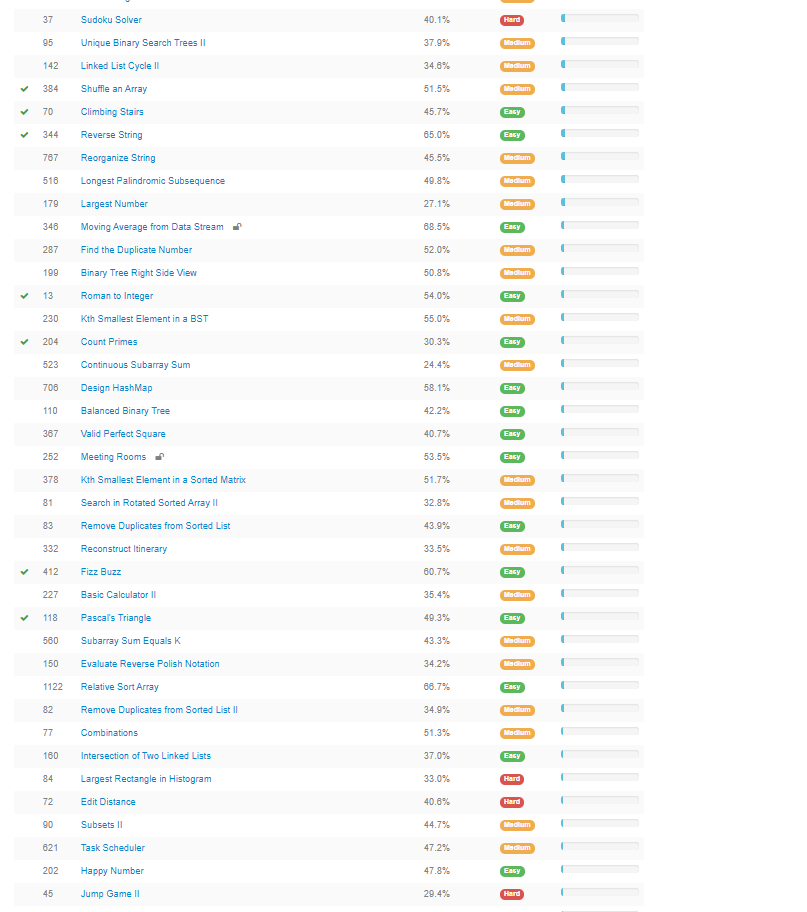 37 Sudoku Solver 40.1% Hard
95 Unique Binary Search Trees II 37.9% Medium
142 Linked List Cycle II 34.6% Medium
384 Shuffle an Array 51.5% Medium
70 Climbing Stairs 45.7% Easy
344 Reverse String 65.0% Easy
767 Reorganize String 45.5% Medium
516 Longest Palindromic Subsequence 49.8% Medium
179 Largest Number 27.1% Medium
346 Moving Average from Data Stream 68.5% Easy
287 Find the Duplicate Number 52.0% Medium
199 Binary Tree Right Side View 50.8% Medium
13 Roman to Integer 54.0% Easy
230 Kth Smallest Element in a BST 55.0% Medium
204 Count Primes 30.3% Easy
523 Continuous Subarray Sum 24.4% Medium
706 Design HashMap 58.1% Easy
110 Balanced Binary Tree 42.2% Easy
367 Valid Perfect Square 40.7% Easy
252 Meeting Rooms 53.5% Easy
378 Kth Smallest Element in a Sorted Matrix 51.7% Medium
81 Search in Rotated Sorted Array II 32.8% Medium
83 Remove Duplicates from Sorted List 43.9% Easy
332 Reconstruct Itinerary 33.5% Medium
412 Fizz Buzz 60.7% Easy
227 Basic Calculator II 35.4% Medium
118 Pascal's Triangle 49.3% Easy
560 Subarray Sum Equals K 43.3% Medium
150 Evaluate Reverse Polish Notation 34.2% Medium
1122 Relative Sort Array 66.7% Easy
82 Remove Duplicates from Sorted List II 34.9% Medium
77 Combinations 51.3% Medium
160 Intersection of Two Linked Lists 37.0% Easy
84 Largest Rectangle in Histogram 33.0% Hard
72 Edit Distance 40.6% Hard
90 Subsets II 44.7% Medium
621 Task Scheduler 47.2% Medium
202 Happy Number 47.8% Easy
45 Jump Game II 29.4% Hard